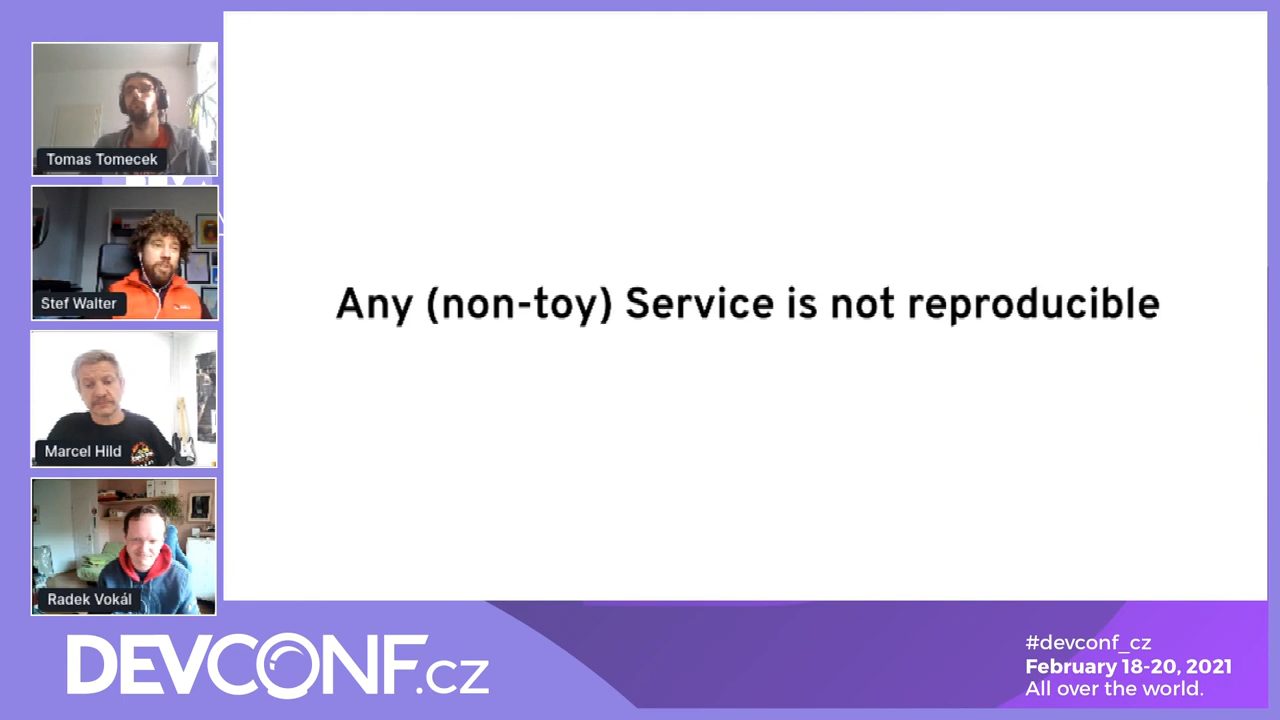 Tomas Tomecek
Stef Walter
Marcel Hild
Radek Vokál
Any (non-toy) Service is not reproducible
DEVCONF.cz
#devconf_cz
February 18-20, 2021
All over the world.